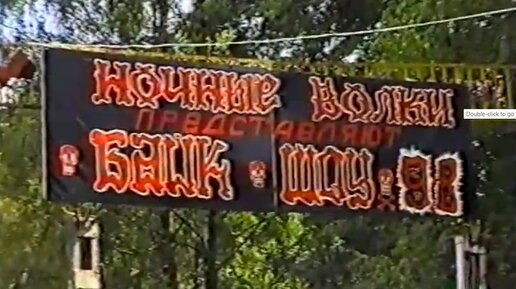 НОЧНЫЕ ВОЛКИ
ПРЕДСТАВЛЯЮТ
БАЙК ШОУ 98
Double-click to go